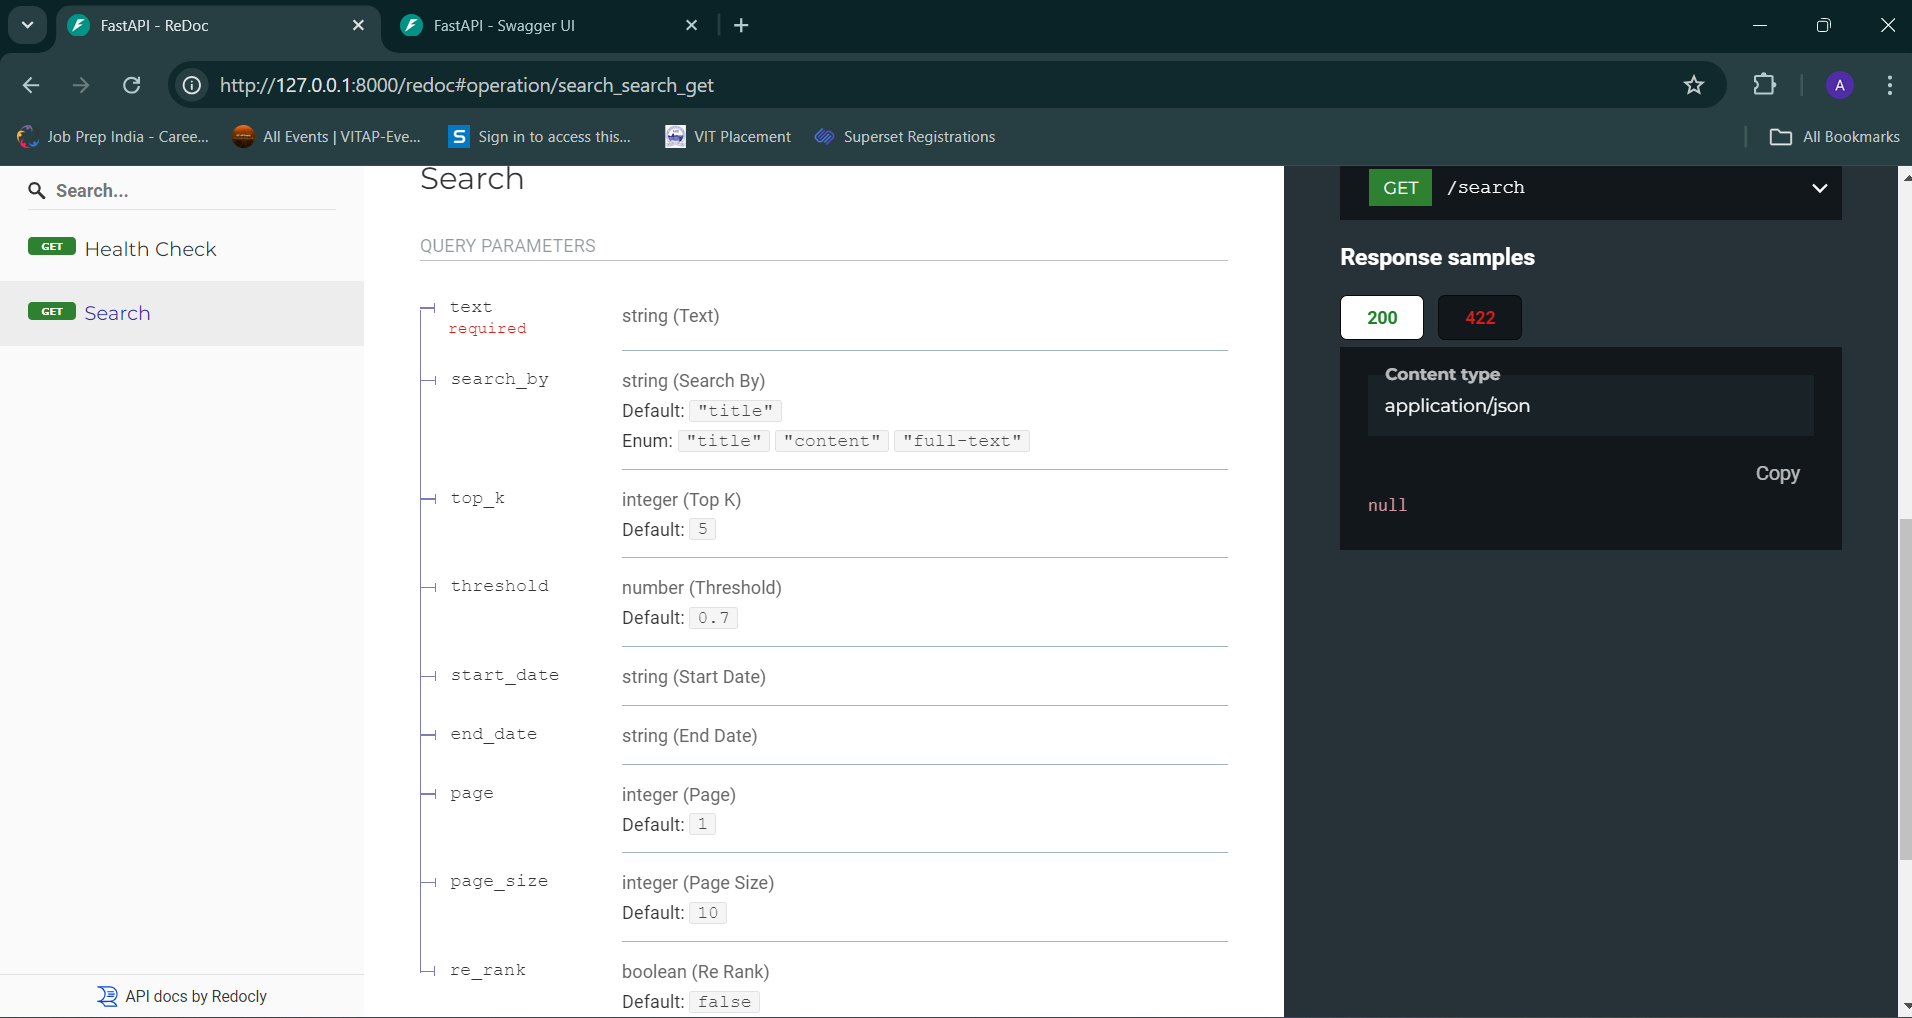 FastAPI - ReDoc
FastAPI - Swagger UI
http://127.0.0.1:8000/redoc#operation/search_search_get
A
Job Prep India - Caree...
All Events | VITAP-Eve...
S
Sign in to access this...
VIT Placement
Superset Registrations
All Bookmarks
Search...
GET Health Check
GET Search
API docs by Redocly
Search
QUERY PARAMETERS
text
required
string (Text)
search_by
string (Search By)
Default: "title"
Enum: "title" "content" "full-text"
top_k
integer (Top K)
Default: 5
threshold
number (Threshold)
Default: 0.7
start_date
string (Start Date)
end_date
string (End Date)
page
integer (Page)
Default: 1
page_size
integer (Page Size)
Default: 10
re_rank
boolean (Re Rank)
Default: false
GET /search
Response samples
200
422
Content type
application/json
Copy
null